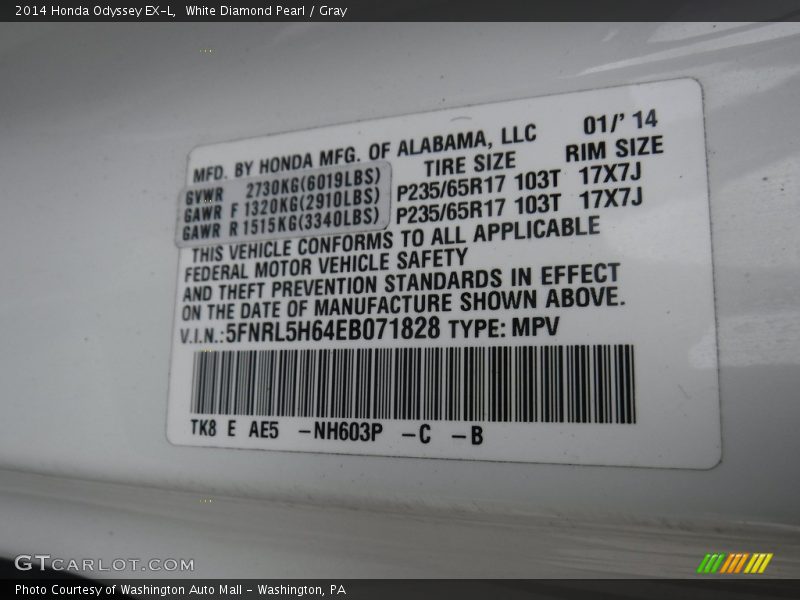 2014 Honda Odyssey EX-L,  White Diamond Pearl / Gray
MFD. BY HONDA MFG. OF ALABAMA, LLC 01/' 14
TIRE SIZE RIM SIZE
GVWR 2730KG(6019LBS)
GAWR F 1320KG(2910LBS) P235/65R17 103T 17X7J
GAWR R 1515KG(3340LBS) P235/65R17 103T 17X7J
THIS VEHICLE CONFORMS TO ALL APPLICABLE
FEDERAL MOTOR VEHICLE SAFETY
AND THEFT PREVENTION STANDARDS IN EFFECT
ON THE DATE OF MANUFACTURE SHOWN ABOVE.
V.I.N.: 5FNRL5H64EB071828 TYPE: MPV
TK8 E AE5 -NH603P -C -B
GTCARLOT.COM
Photo Courtesy of Washington Auto Mall - Washington, PA